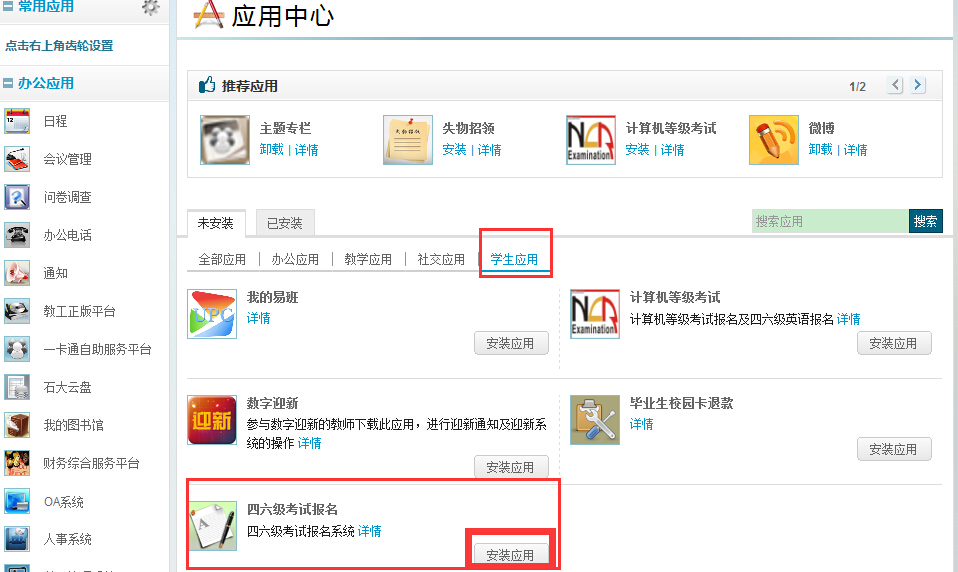 常用应用
点击右上角齿轮设置
办公应用
12
日程
会议管理
问卷调查
办公电话
通知
教工正版平台
一卡通自助服务平台
石大云盘
我的图书馆
财务综合服务平台
OA系统
人事系统
应用中心
推荐应用
1/2
主题专栏
卸载 | 详情
失物招领
失物招领
安装 | 详情
NCR
Examination
计算机等级考试
安装 | 详情
微博
卸载 | 详情
未安装
已安装
搜索应用
搜索
全部应用 | 办公应用 | 教学应用 | 社交应用 | 学生应用
UPC
我的易班
详情
安装应用
NCR
Examination
计算机等级考试
计算机等级考试报名及四六级英语报名 详情
安装应用
迎新
数字迎新
参与数字迎新的教师下载此应用，进行迎新通知及迎新系
统的操作 详情
安装应用
毕业生校园卡退款
详情
安装应用
A
四六级考试报名
四六级考试报名系统 详情
安装应用